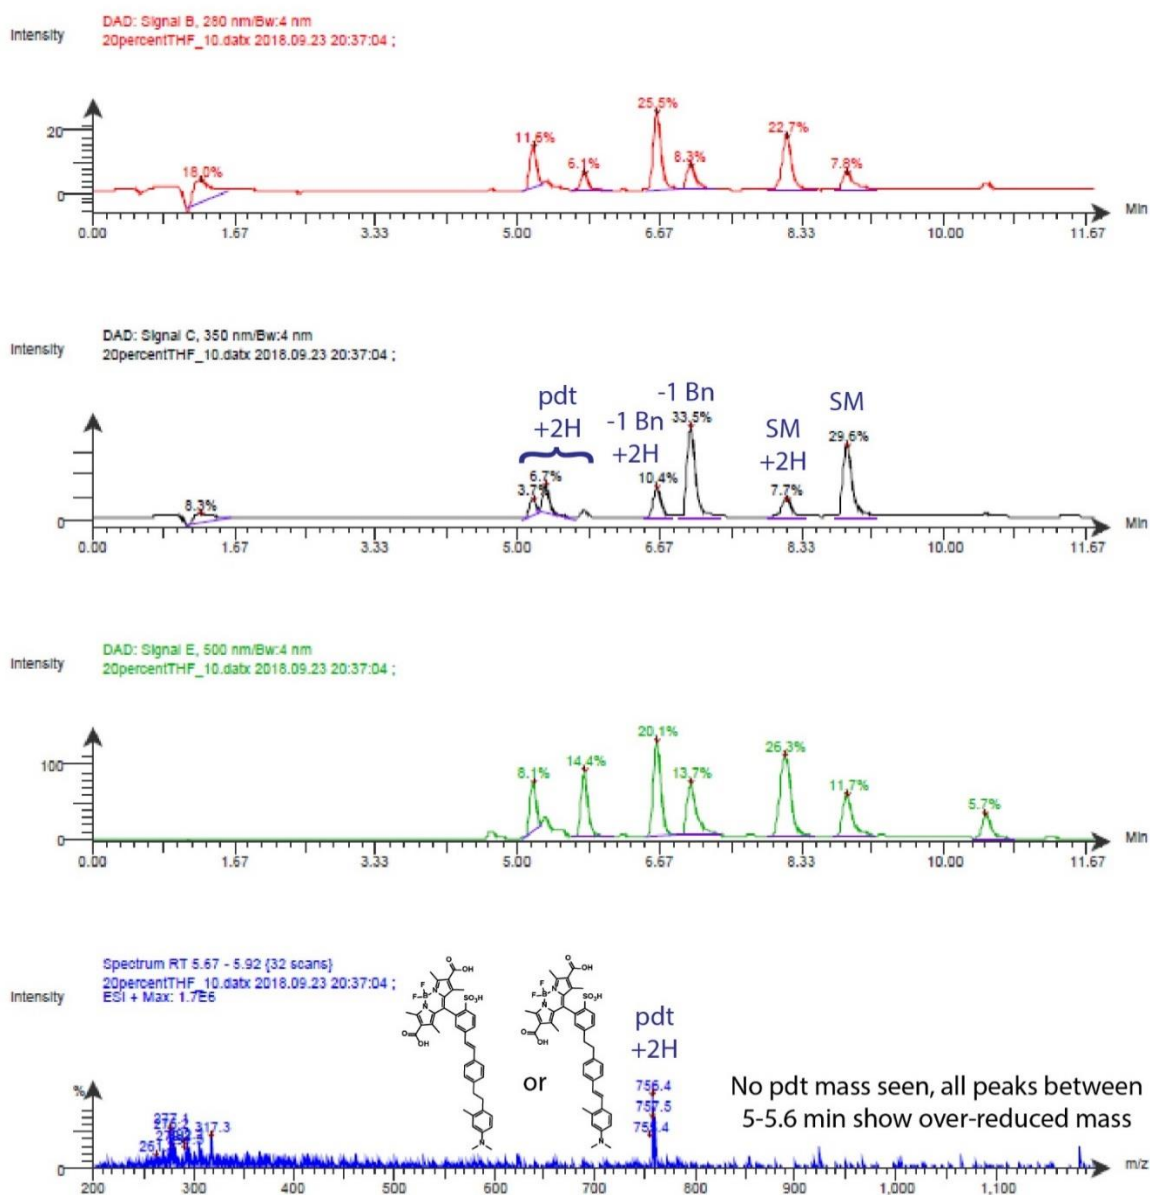 DAD: Signal B, 280 nm/Bw:4 nm
20percentTHF_10.datx 2018.09.23 20:37:04 ;
Intensity
20
0
18.0%
11.6%
6.1%
25.5%
8.3%
22.7%
7.8%
0.00 1.67 3.33 5.00 6.67 8.33 10.00 11.67
Min
DAD: Signal C, 350 nm/Bw:4 nm
20percentTHF_10.datx 2018.09.23 20:37:04 ;
Intensity
0
pdt
+2H
-1 Bn
+2H
-1 Bn
SM
+2H
SM
8.3%
3.7%
6.7%
10.4%
33.5%
7.7%
29.6%
0.00 1.67 3.33 5.00 6.67 8.33 10.00 11.67
Min
DAD: Signal E, 500 nm/Bw:4 nm
20percentTHF_10.datx 2018.09.23 20:37:04 ;
Intensity
100
0
8.1%
14.4%
20.1%
13.7%
26.3%
11.7%
5.7%
0.00 1.67 3.33 5.00 6.67 8.33 10.00 11.67
Min
Spectrum RT 5.67 - 5.92 {32 scans}
20percentTHF_10.datx 2018.09.23 20:37:04 ;
ESI + Max: 1.7E6
Intensity
%
0
277.1
317.3
or
pdt
+2H
757.5
No pdt mass seen, all peaks between
5-5.6 min show over-reduced mass
200 300 400 500 600 700 800 900 1,000 1,100
m/z